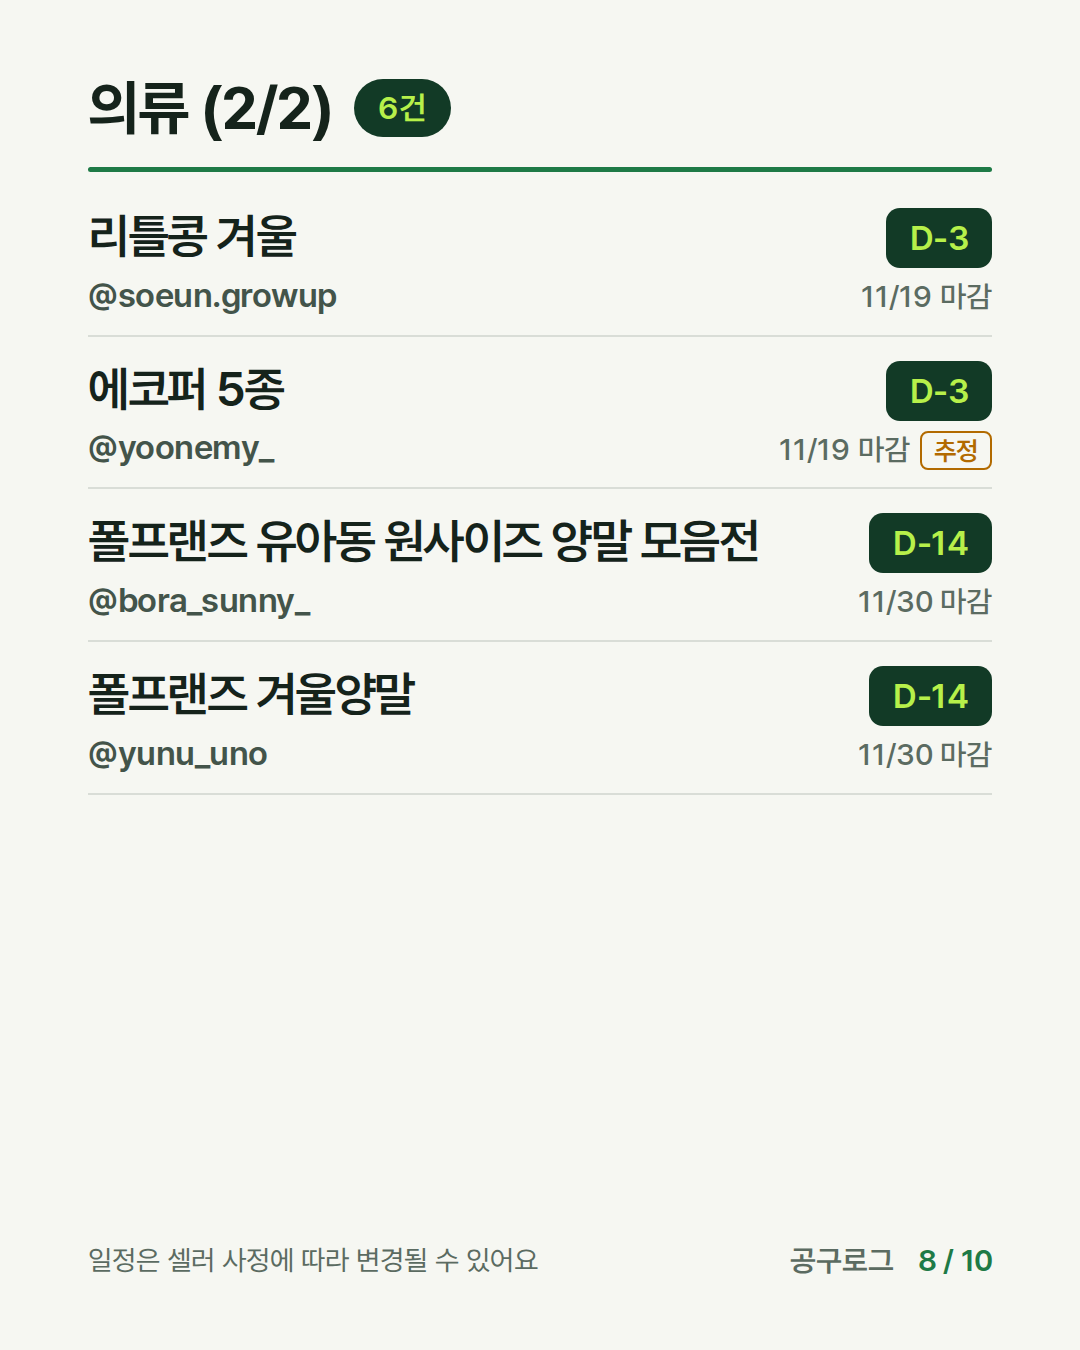 의류 (2/2) 6건
리틀콩 겨울 D-3
@soeun.growup 11/19 마감
에코퍼 5종 D-3
@yoonemy_ 11/19 마감 추정
폴프랜즈 유아동 원사이즈 양말 모음전 D-14
@bora_sunny_ 11/30 마감
폴프랜즈 겨울양말 D-14
@yunu_uno 11/30 마감
일정은 셀러 사정에 따라 변경될 수 있어요 공구로그 8 / 10